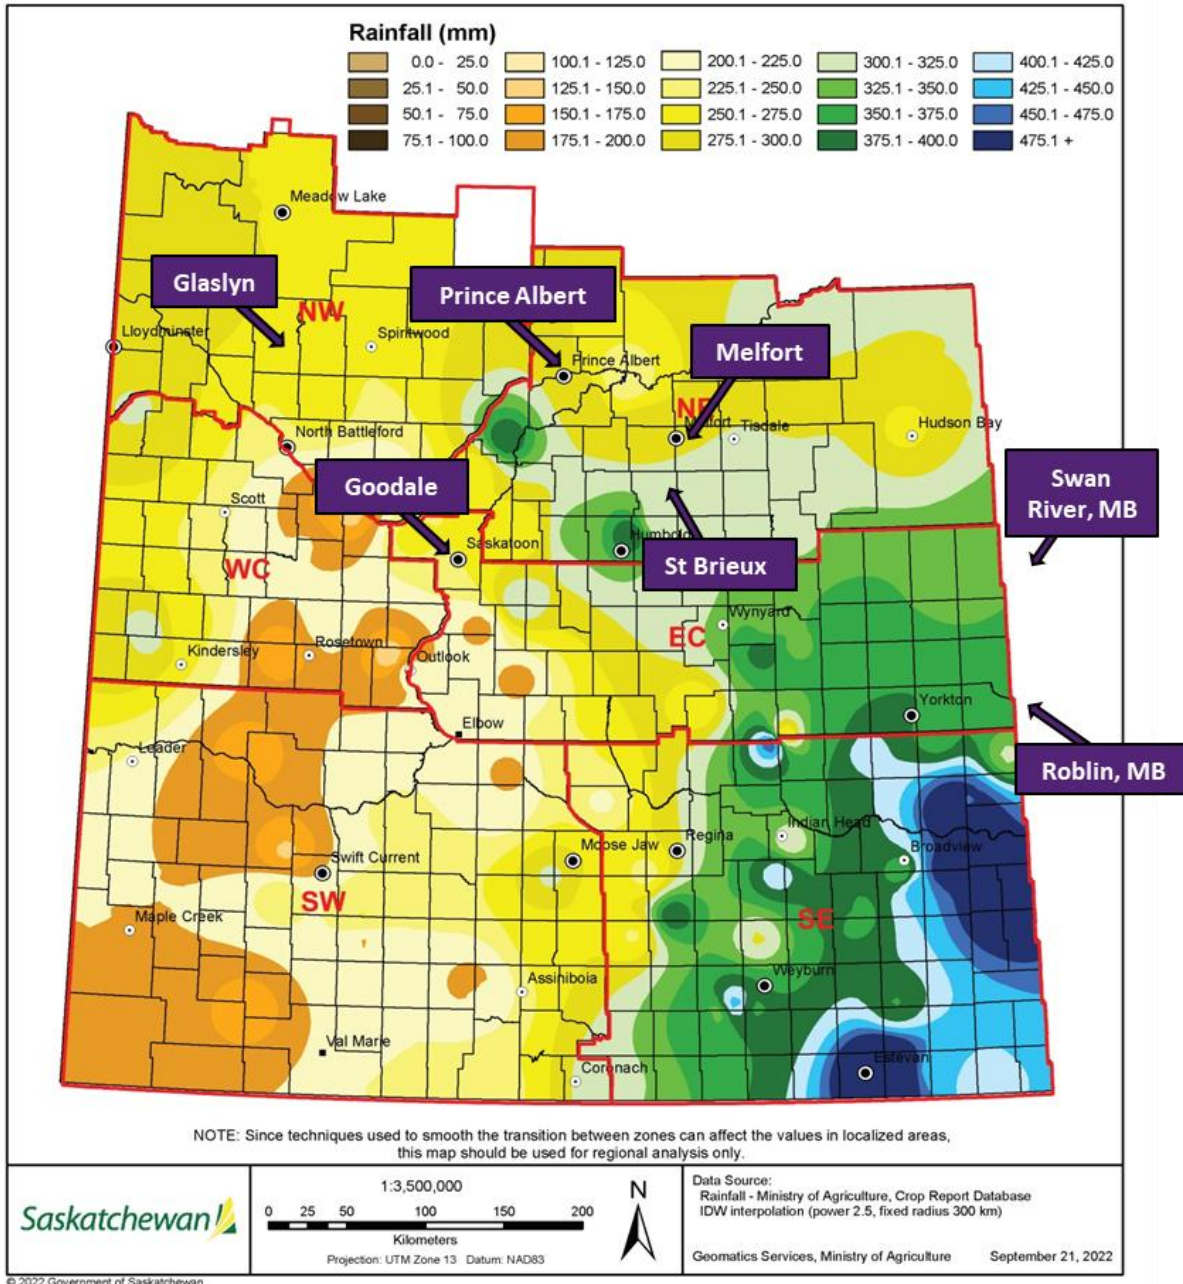 Rainfall (mm)
0.0 - 25.0
25.1 - 50.0
50.1 - 75.0
75.1 - 100.0
100.1 - 125.0
125.1 - 150.0
150.1 - 175.0
175.1 - 200.0
200.1 - 225.0
225.1 - 250.0
250.1 - 275.0
275.1 - 300.0
300.1 - 325.0
325.1 - 350.0
350.1 - 375.0
375.1 - 400.0
400.1 - 425.0
425.1 - 450.0
450.1 - 475.0
475.1 +
Meadow Lake
Glaslyn
Prince Albert
NW
Lloydminster
Spiritwood
Prince Albert
Melfort
NE
Melfort
Tisdale
Hudson Bay
North Battleford
Goodale
Swan
River, MB
Scott
Saskatoon
Humboldt
St Brieux
WC
Wynyard
EC
Kindersley
Rosetown
Outlook
Yorkton
Elbow
Leader
Roblin, MB
Indian Head
Regina
Broadview
Moose Jaw
Swift Current
SW
Maple Creek
SE
Assiniboia
Weyburn
Val Marie
Estevan
Coronach
NOTE: Since techniques used to smooth the transition between zones can affect the values in localized areas,
this map should be used for regional analysis only.
Saskatchewan
1:3,500,000
0 25 50 100 150 200
Kilometers
Projection: UTM Zone 13 Datum: NAD83
N
Data Source:
Rainfall - Ministry of Agriculture, Crop Report Database
IDW interpolation (power 2.5, fixed radius 300 km)
Geomatics Services, Ministry of Agriculture September 21, 2022
© 2022 Government of Saskatchewan